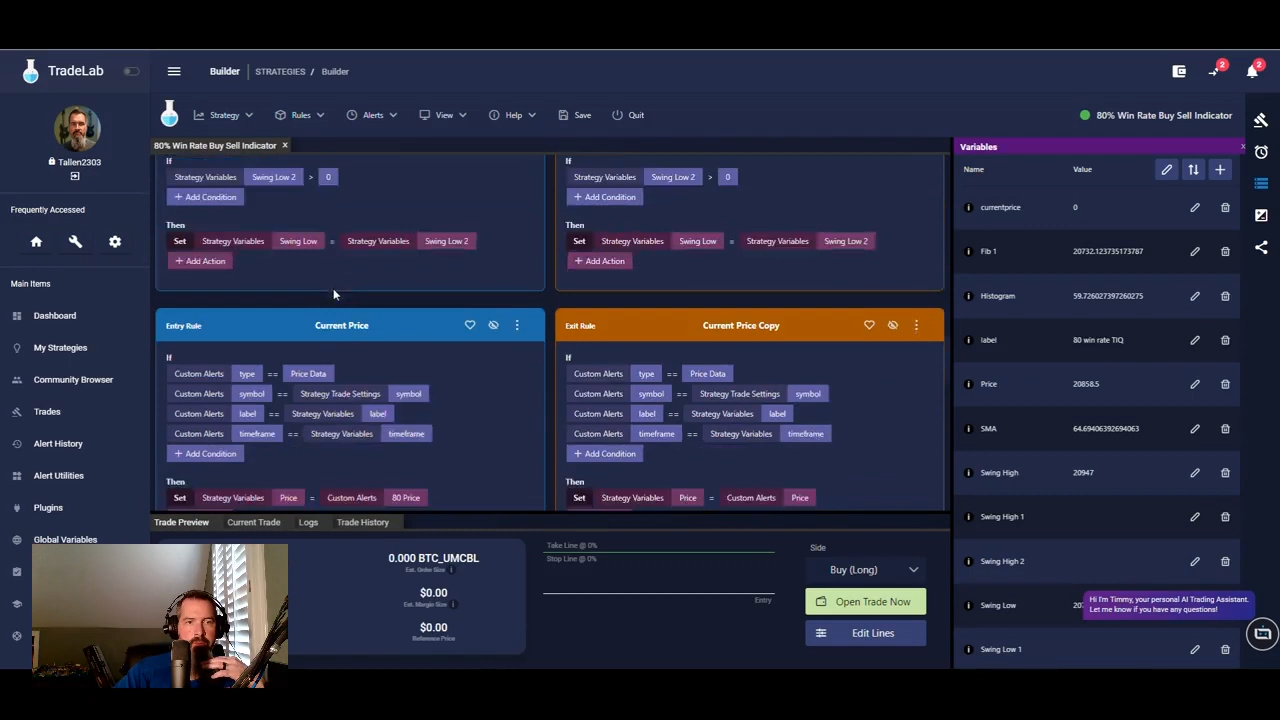 TradeLab
Builder STRATEGIES / Builder
2 2
Tallen2303
Frequently Accessed
Main Items
Dashboard
My Strategies
Community Browser
Trades
Alert History
Alert Utilities
Plugins
Global Variables
Strategy Rules Alerts View Help Save Quit
80% Win Rate Buy Sell Indicator
80% Win Rate Buy Sell Indicator ×
If
Strategy Variables Swing Low 2 > 0
+ Add Condition
Then
Set Strategy Variables Swing Low = Strategy Variables Swing Low 2
+ Add Action
If
Strategy Variables Swing Low 2 > 0
+ Add Condition
Then
Set Strategy Variables Swing Low = Strategy Variables Swing Low 2
+ Add Action
Entry Rule Current Price
If
Custom Alerts type == Price Data
Custom Alerts symbol == Strategy Trade Settings symbol
Custom Alerts label == Strategy Variables label
Custom Alerts timeframe == Strategy Variables timeframe
+ Add Condition
Then
Set Strategy Variables Price = Custom Alerts 80 Price
Exit Rule Current Price Copy
If
Custom Alerts type == Price Data
Custom Alerts symbol == Strategy Trade Settings symbol
Custom Alerts label == Strategy Variables label
Custom Alerts timeframe == Strategy Variables timeframe
+ Add Condition
Then
Set Strategy Variables Price = Custom Alerts Price
Trade Preview Current Trade Logs Trade History
0.000 BTC_UMCBL
Est. Order Size
$0.00
Est. Margin Size
$0.00
Reference Price
Take Line @ 0%
Stop Line @ 0%
Entry
Side
Buy (Long)
Open Trade Now
Edit Lines
Variables
Name Value
currentprice 0
Fib 1 20732.123735173787
Histogram 59.726027397260275
label 80 win rate TIQ
Price 20858.5
SMA 64.69406392694063
Swing High 20947
Swing High 1
Swing High 2
Swing Low
Swing Low 1
Hi I'm Timmy, your personal AI Trading Assistant.
Let me know if you have any questions!